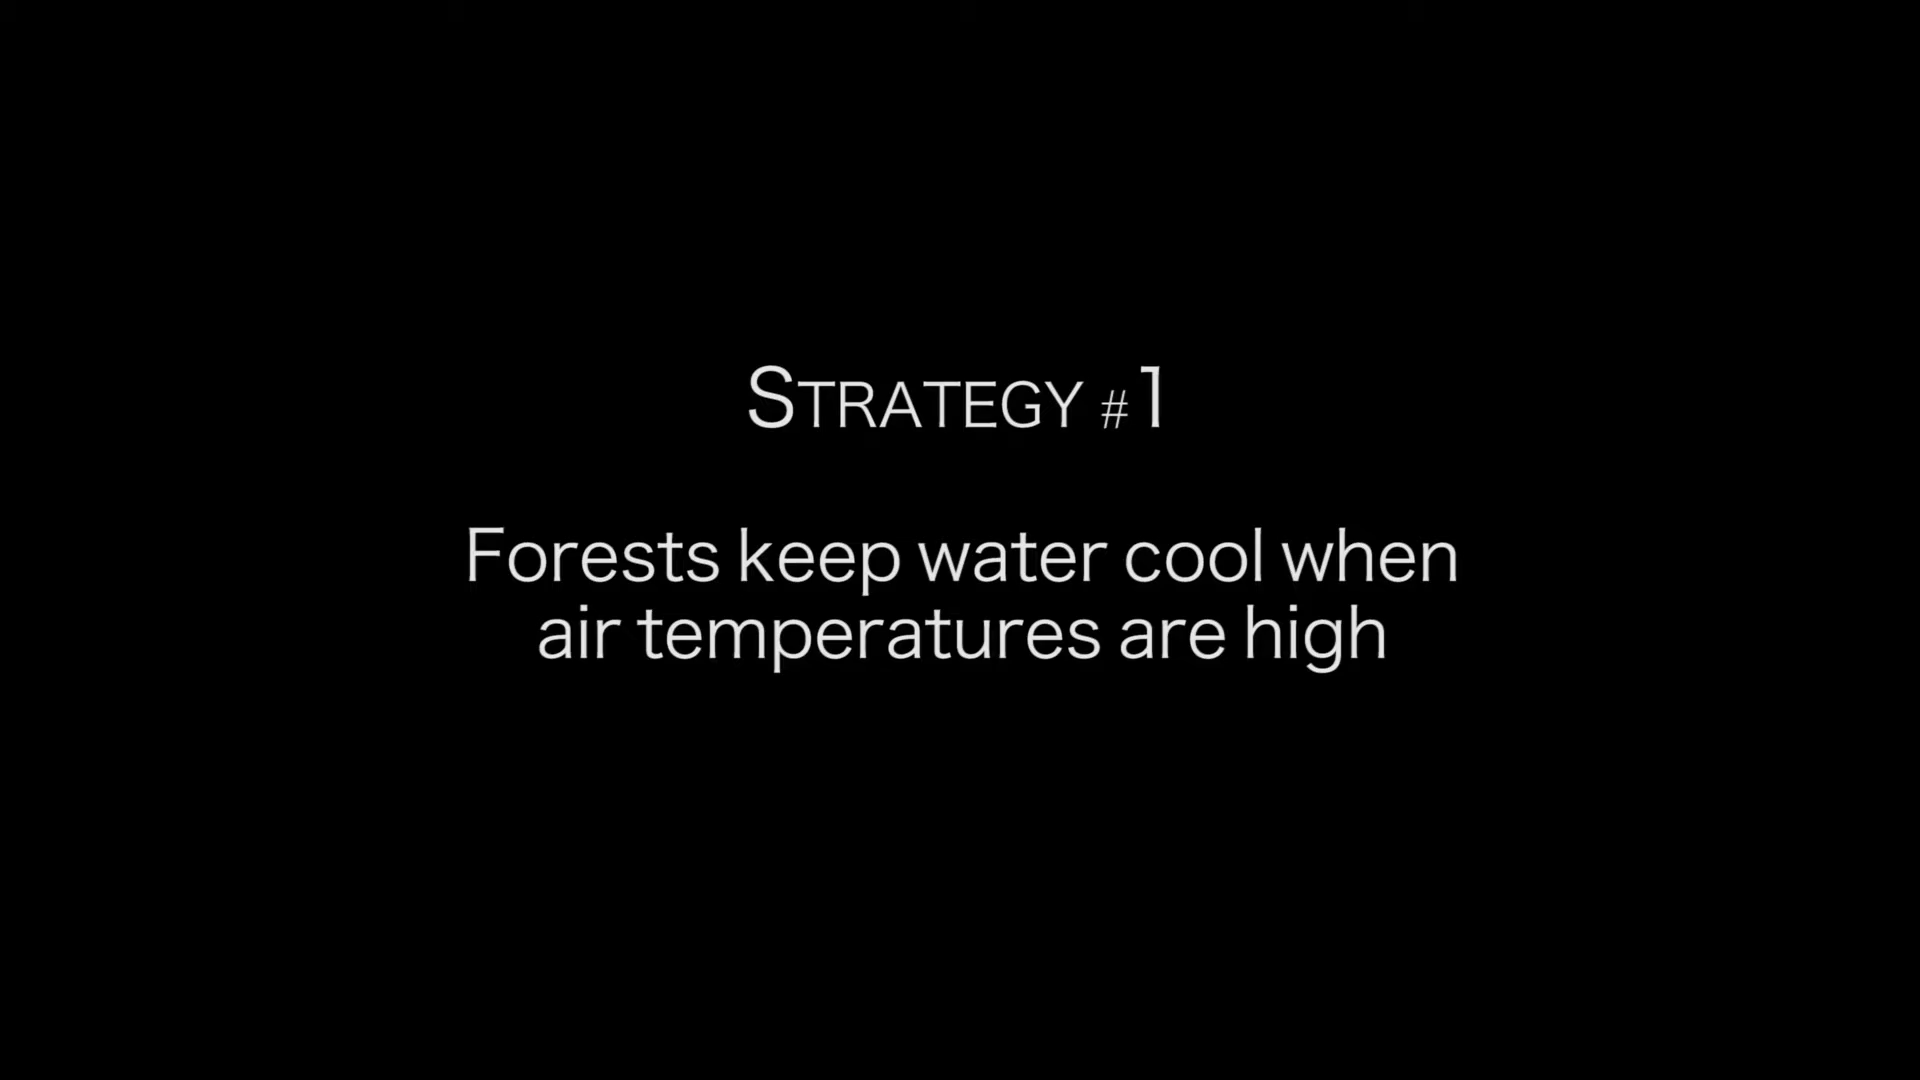 STRATEGY #1
Forests keep water cool when
air temperatures are high